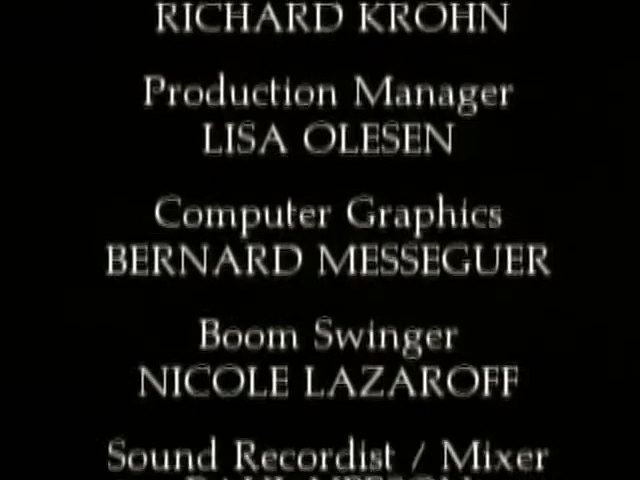 RICHARD KROHN
Production Manager
LISA OLESEN
Computer Graphics
BERNARD MESSEGUER
Boom Swinger
NICOLE LAZAROFF
Sound Recordist / Mixer